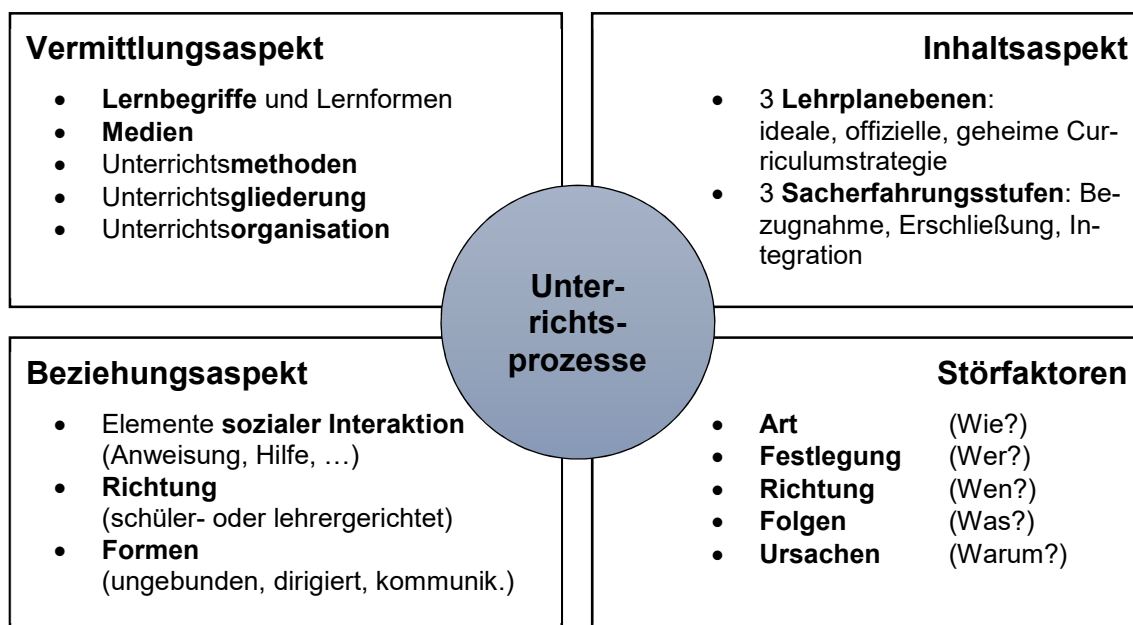 Vermittlungsaspekt
• Lernbegriffe und Lernformen
• Medien
• Unterrichtsmethoden
• Unterrichtsgliederung
• Unterrichtsorganisation
Inhaltsaspekt
• 3 Lehrplanebenen:
ideale, offizielle, geheime Cur-
riculumstrategie
• 3 Sacherfahrungsstufen: Be-
zugnahme, Erschließung, In-
tegration
Unter-
richts-
prozesse
Beziehungsaspekt
• Elemente sozialer Interaktion
(Anweisung, Hilfe, …)
• Richtung
(schüler- oder lehrergerichtet)
• Formen
(ungebunden, dirigiert, kommunik.)
Störfaktoren
• Art (Wie?)
• Festlegung (Wer?)
• Richtung (Wen?)
• Folgen (Was?)
• Ursachen (Warum?)